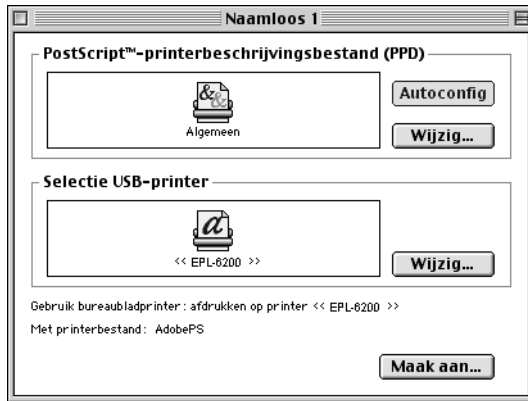 Naamloos 1
PostScript™-printerbeschrijvingsbestand (PPD)
Algemeen
Autoconfig
Wijzig...
Selectie USB-printer
<< EPL-6200 >>
Wijzig...
Gebruik bureaubladprinter: afdrukken op printer << EPL-6200 >>
Met printerbestand: AdobePS
Maak aan...